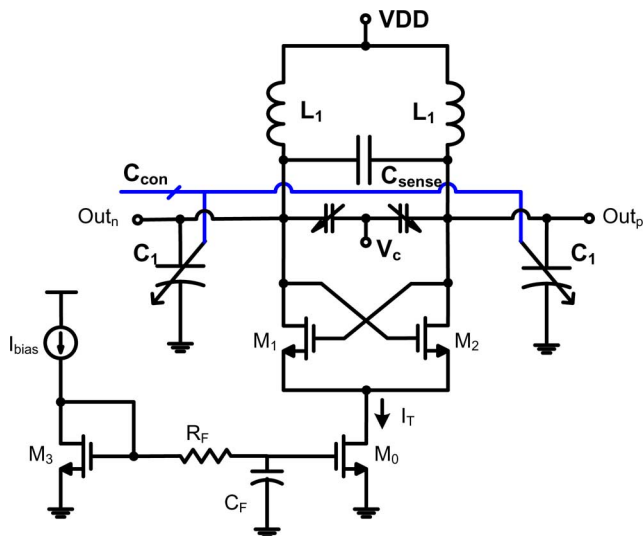 VDD
L1 L1
Ccon
Csense
Outn Outp
Vc
C1 C1
Ibias
M1 M2
IT
RF
M3 M0
CF